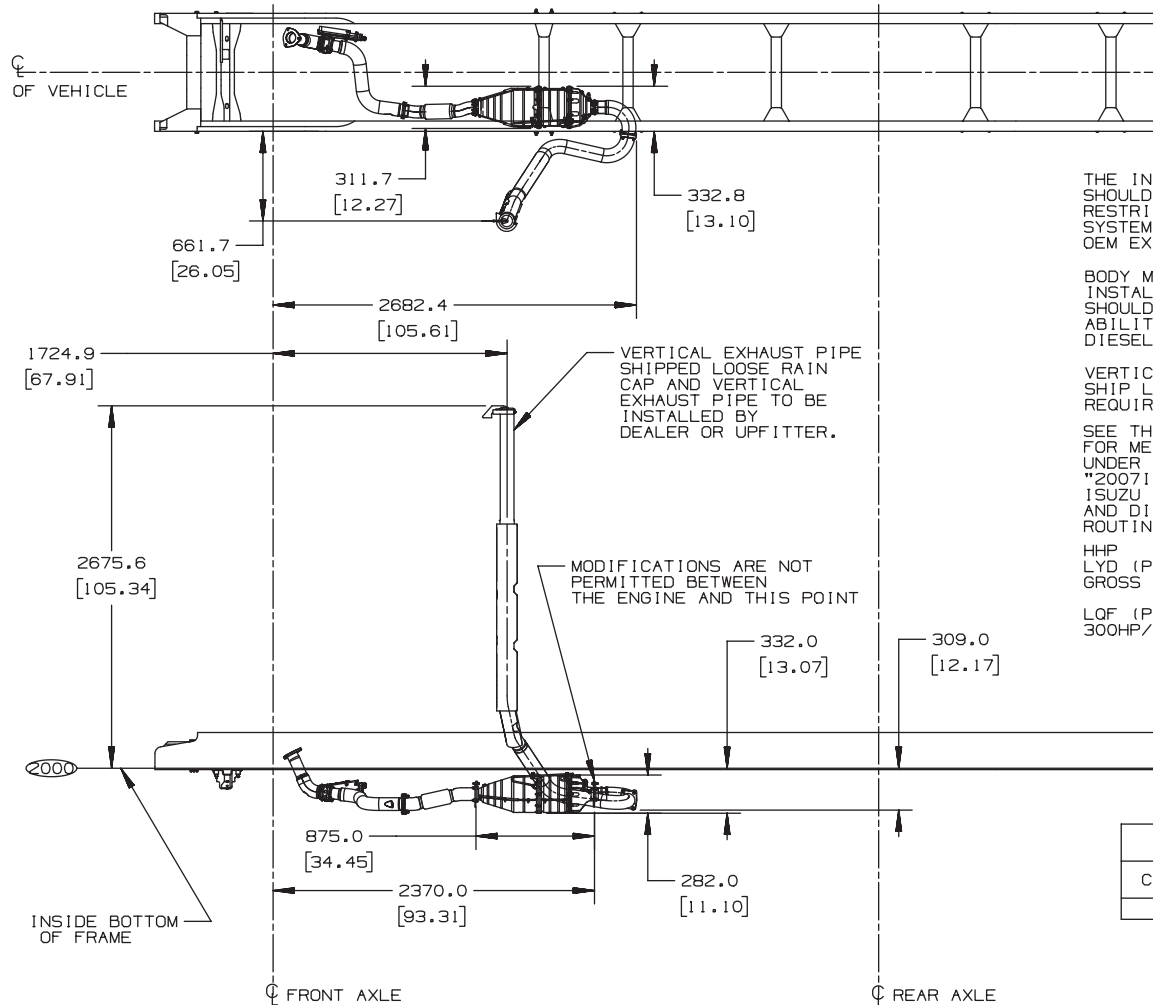 ℄
OF VEHICLE
311.7
[12.27]
332.8
[13.10]
661.7
[26.05]
2682.4
[105.61]
1724.9
[67.91]
VERTICAL EXHAUST PIPE
SHIPPED LOOSE RAIN
CAP AND VERTICAL
EXHAUST PIPE TO BE
INSTALLED BY
DEALER OR UPFITTER.
2675.6
[105.34]
MODIFICATIONS ARE NOT
PERMITTED BETWEEN
THE ENGINE AND THIS POINT
332.0
[13.07]
309.0
[12.17]
2000
875.0
[34.45]
2370.0
[93.31]
282.0
[11.10]
INSIDE BOTTOM
OF FRAME
℄ FRONT AXLE
℄ REAR AXLE
THE IN
SHOULD
RESTRI
SYSTEM
OEM EX
BODY M
INSTAL
SHOULD
ABILIT
DIESEL
VERTIC
SHIP L
REQUIR
SEE TH
FOR ME
UNDER
"2007I
ISUZU
AND DI
ROUTIN
HHP
LYD (P
GROSS
LQF (P
300HP/
C